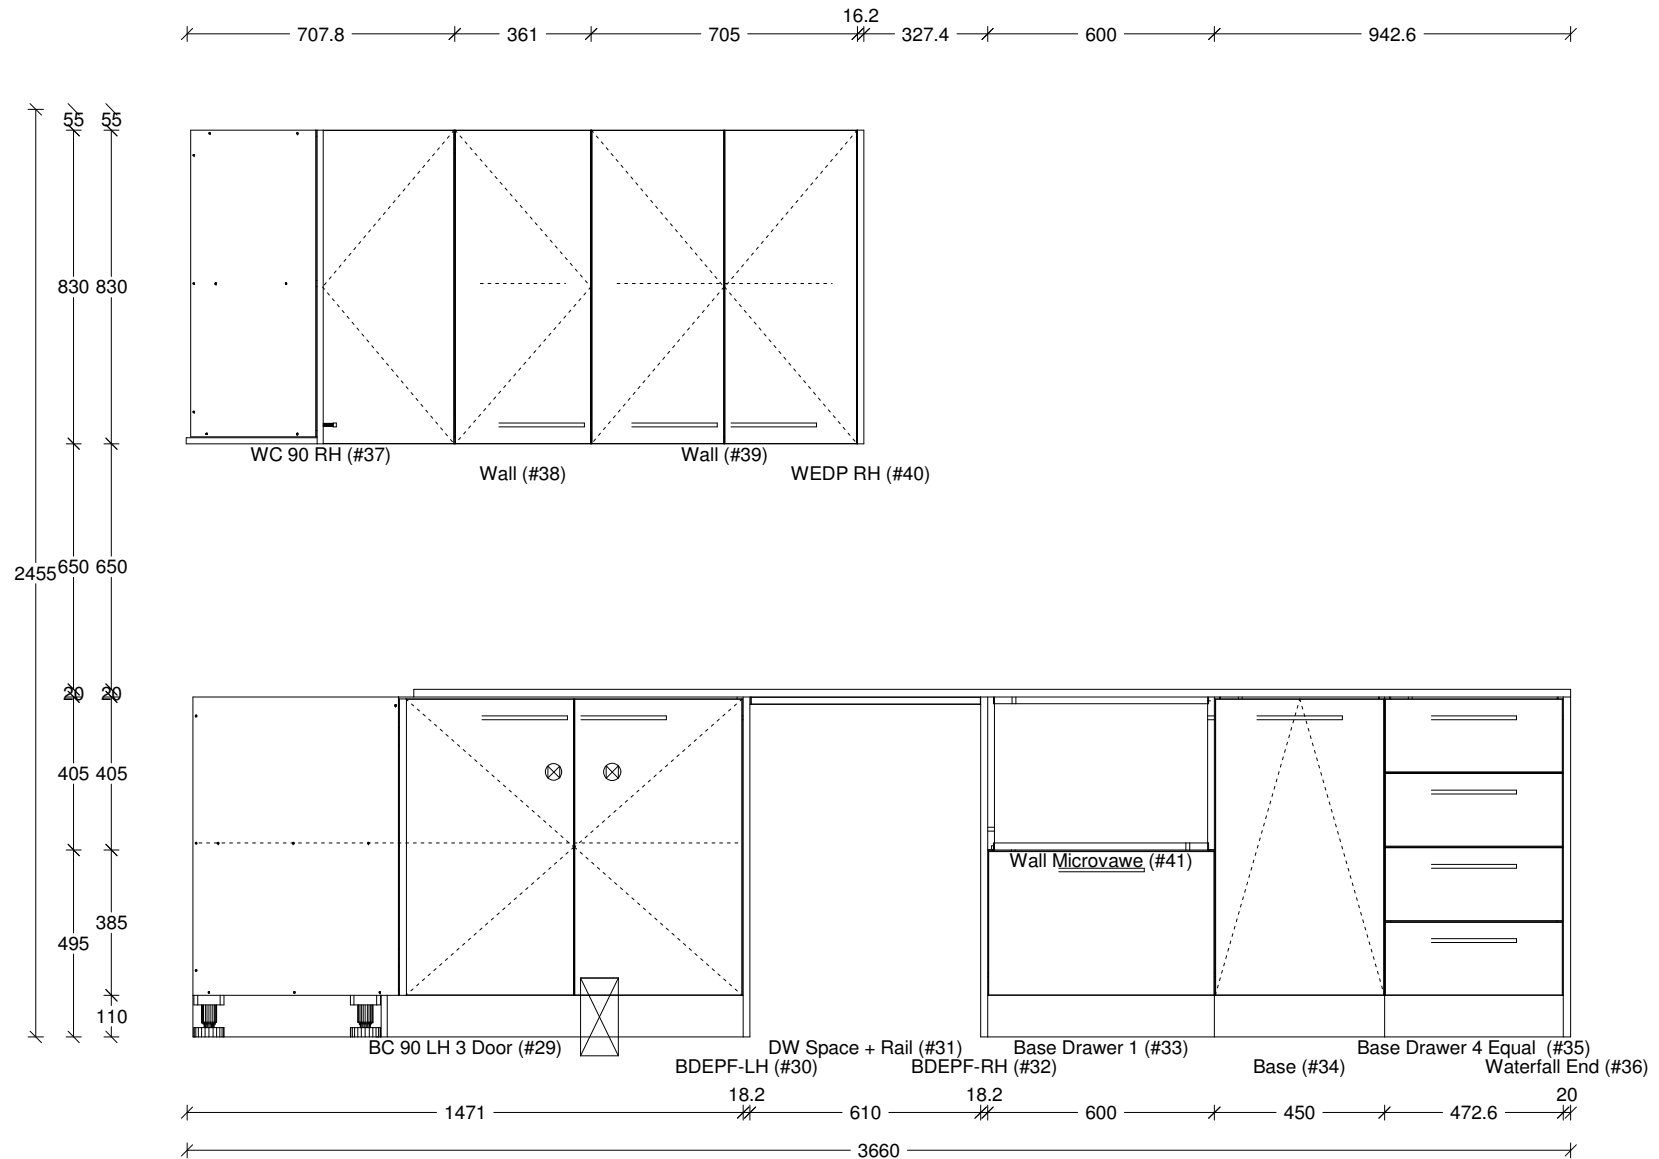 16.2
707.8 361 705 327.4 600 942.6
55 55
830 830
WC 90 RH (#37) Wall (#39)
Wall (#38) WEDP RH (#40)
2455 650 650
20 20
405 405
Wall Microvawe (#41)
385
495
110
BC 90 LH 3 Door (#29) DW Space + Rail (#31) Base Drawer 1 (#33) Base Drawer 4 Equal (#35)
BDEPF-LH (#30) BDEPF-RH (#32) Base (#34) Waterfall End (#36)
18.2 18.2 20
1471 610 600 450 472.6
3660